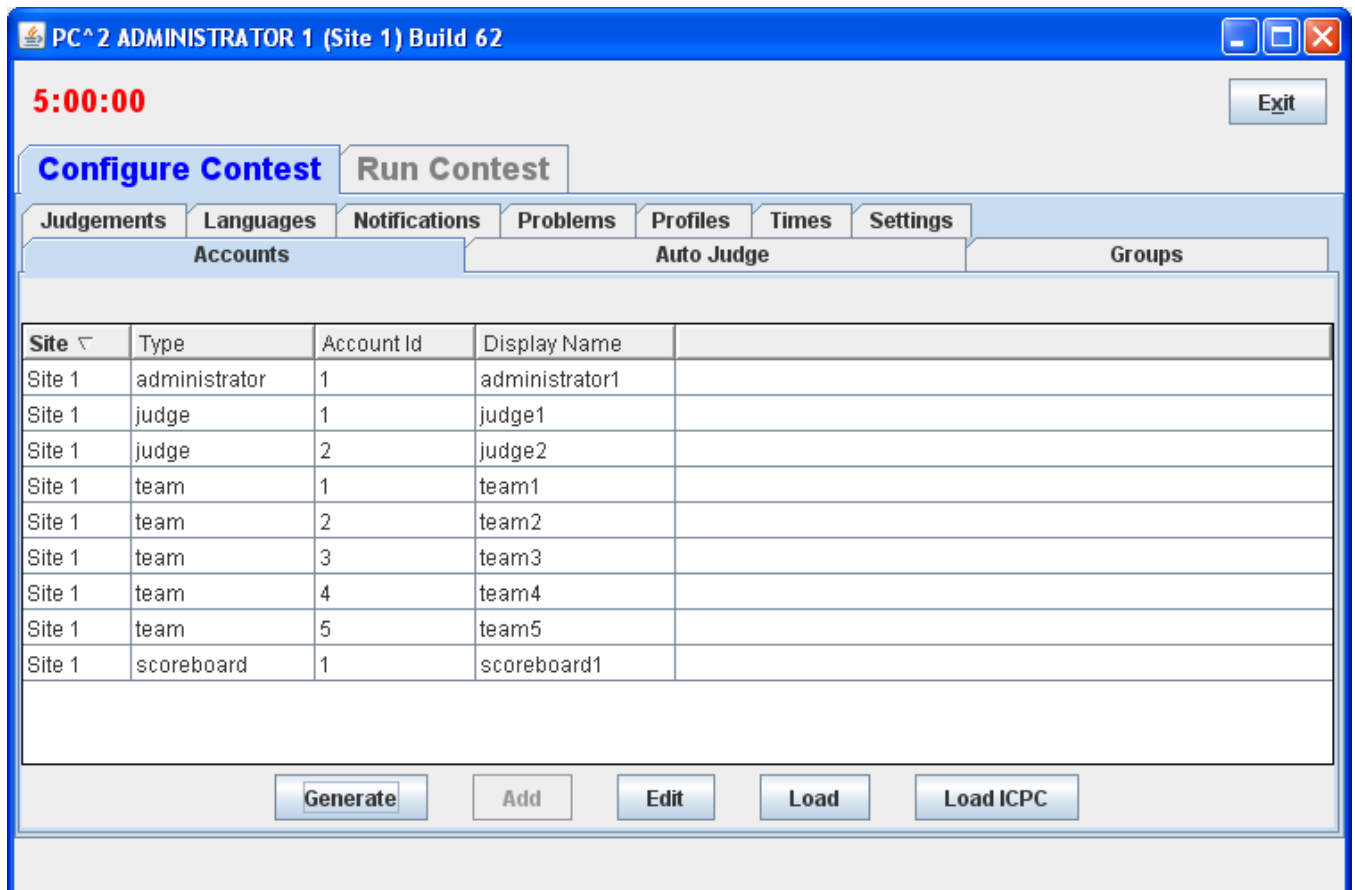 PC^2 ADMINISTRATOR 1 (Site 1) Build 62
5:00:00 Exit
Configure Contest Run Contest
Judgements Languages Notifications Problems Profiles Times Settings
Accounts Auto Judge Groups
Site Type Account Id Display Name
Site 1 administrator 1 administrator1
Site 1 judge 1 judge1
Site 1 judge 2 judge2
Site 1 team 1 team1
Site 1 team 2 team2
Site 1 team 3 team3
Site 1 team 4 team4
Site 1 team 5 team5
Site 1 scoreboard 1 scoreboard1
Generate Add Edit Load Load ICPC